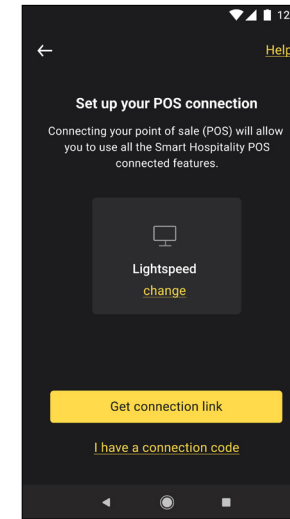 12
Help
Set up your POS connection
Connecting your point of sale (POS) will allow
you to use all the Smart Hospitality POS
connected features.
Lightspeed
change
Get connection link
I have a connection code